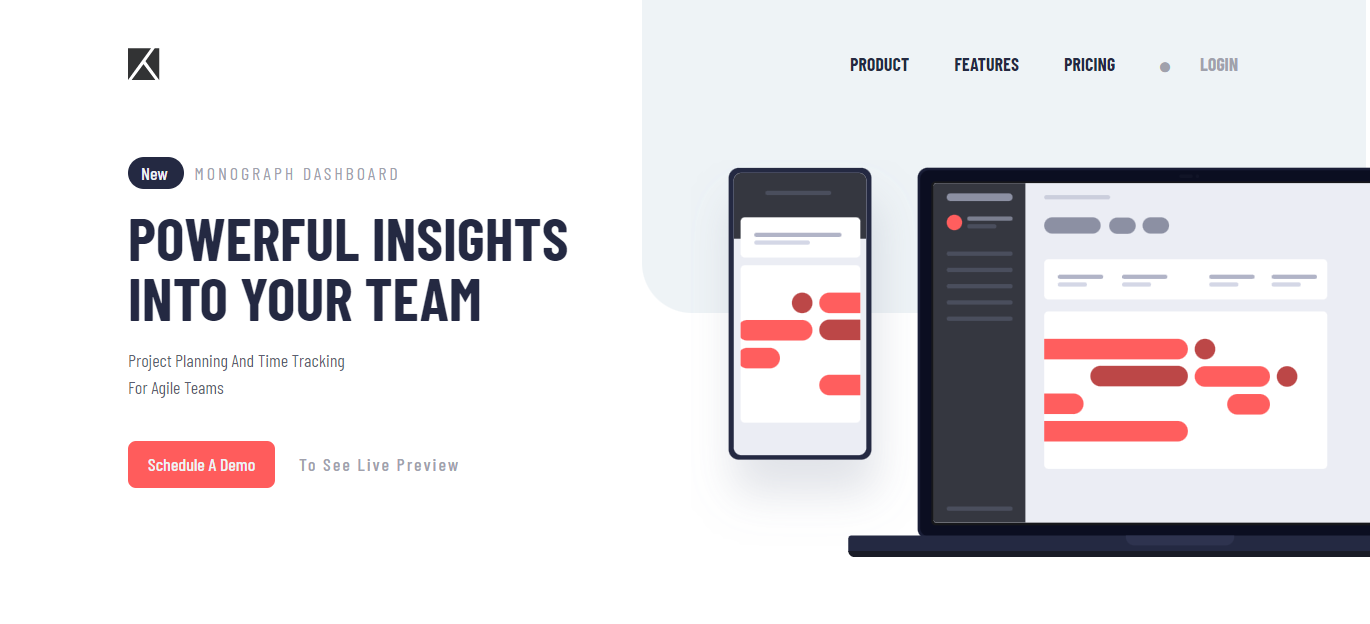 PRODUCT FEATURES PRICING LOGIN
New MONOGRAPH DASHBOARD
POWERFUL INSIGHTS
INTO YOUR TEAM
Project Planning And Time Tracking
For Agile Teams
Schedule A Demo To See Live Preview